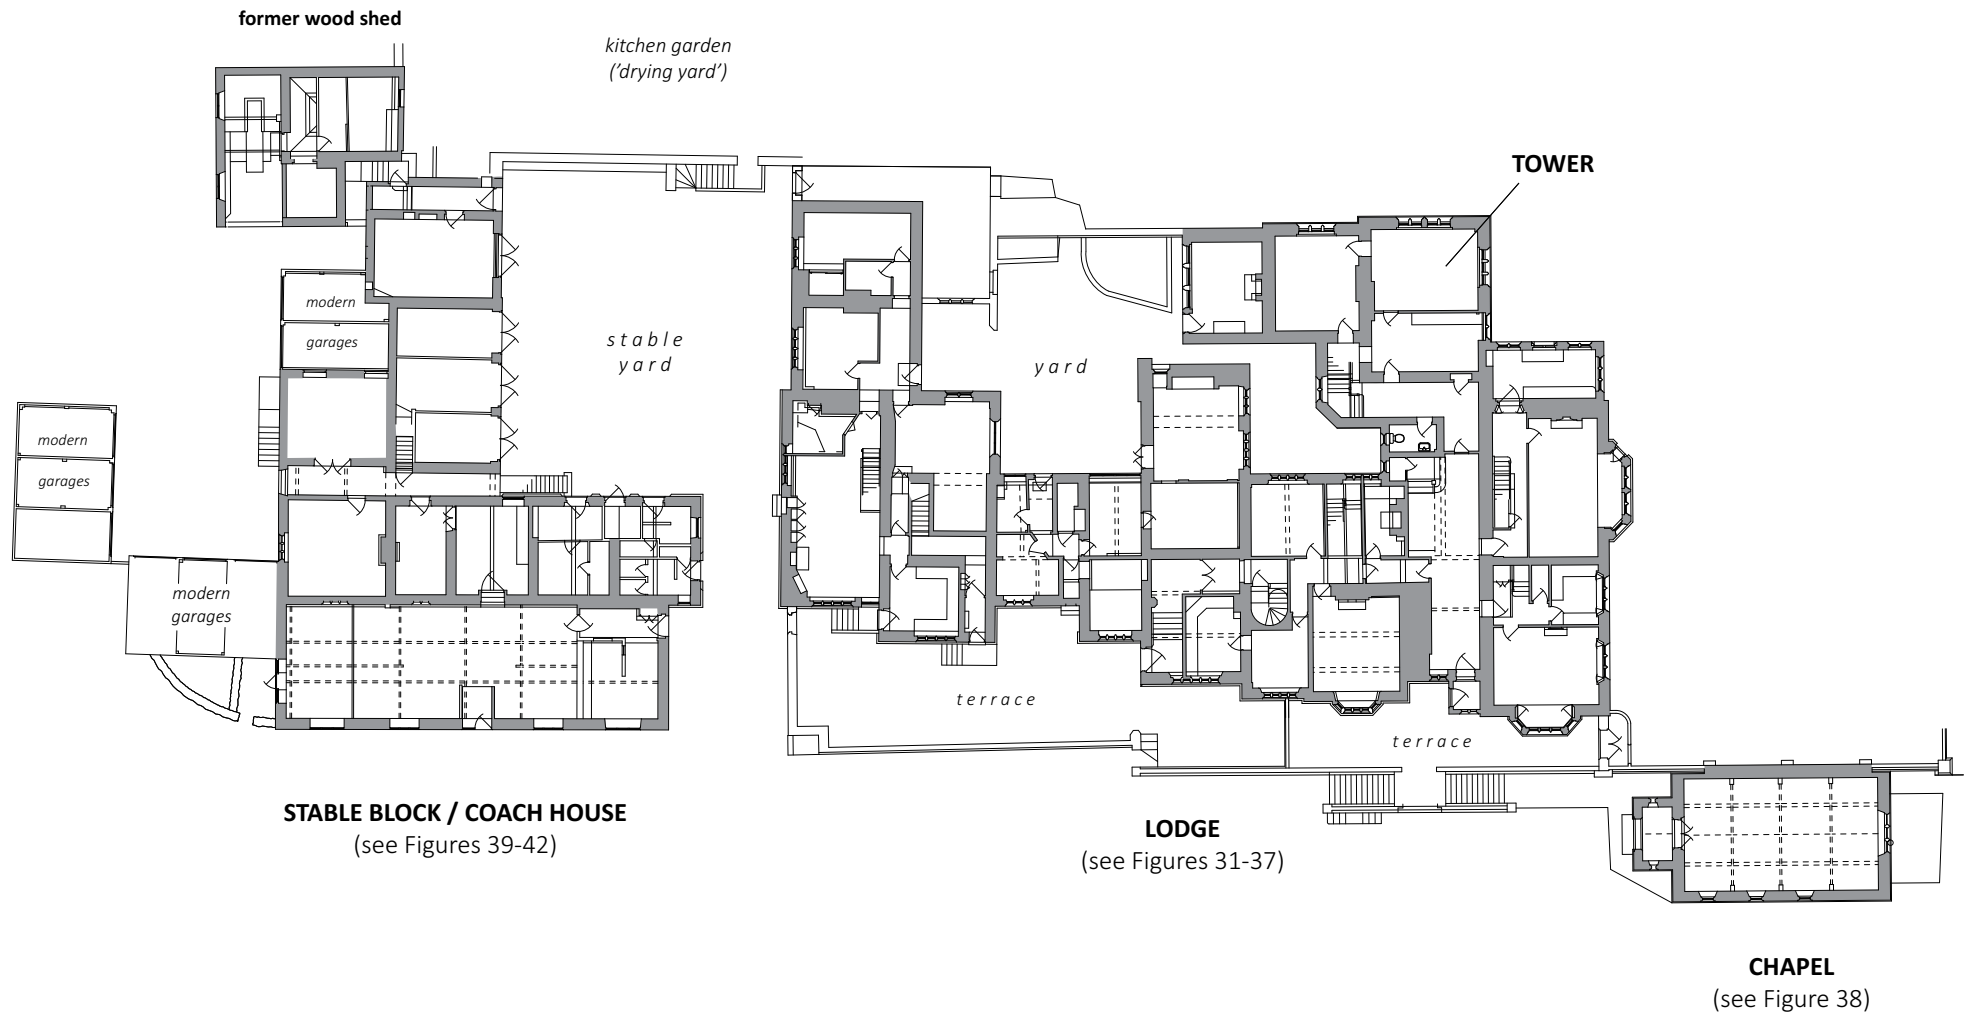 former wood shed
kitchen garden
('drying yard')
TOWER
modern
garages
stable
yard
yard
modern
garages
modern
garages
terrace
terrace
STABLE BLOCK / COACH HOUSE
(see Figures 39-42)
LODGE
(see Figures 31-37)
CHAPEL
(see Figure 38)